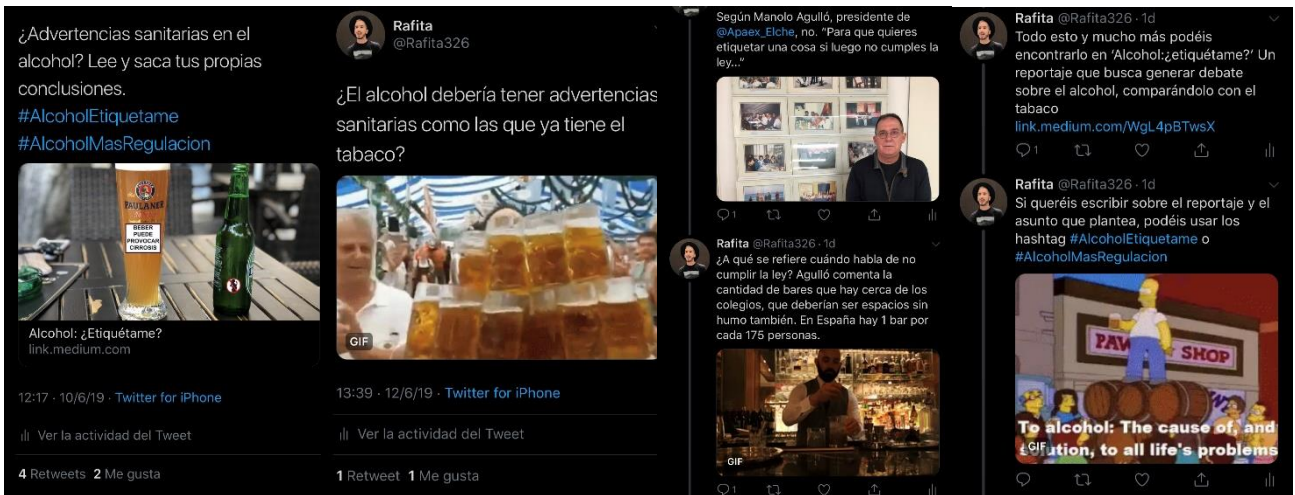 ¿Advertencias sanitarias en el
alcohol? Lee y saca tus propias
conclusiones.
#AlcoholEtiquetame
#AlcoholMasRegulacion
PAULANER
BEBER
PUEDE
PROVOCAR
CIRROSIS
Alcohol: ¿Etiquétame?
link.medium.com
12:17 · 10/6/19 · Twitter for iPhone
Ver la actividad del Tweet
4 Retweets 2 Me gusta
Rafita
@Rafita326
¿El alcohol debería tener advertencias
sanitarias como las que ya tiene el
tabaco?
GIF
13:39 · 12/6/19 · Twitter for iPhone
Ver la actividad del Tweet
1 Retweet 1 Me gusta
Según Manolo Agulló, presidente de
@Apaex_Elche, no. "Para que quieres
etiquetar una cosa si luego no cumples la
ley..."
1
Rafita @Rafita326 · 1d
¿A qué se refiere cuándo habla de no
cumplir la ley? Agulló comenta la
cantidad de bares que hay cerca de los
colegios, que deberían ser espacios sin
humo también. En España hay 1 bar por
cada 175 personas.
GIF
1
Rafita @Rafita326 · 1d
Todo esto y mucho más podéis
encontrarlo en 'Alcohol:¿etiquétame?' Un
reportaje que busca generar debate
sobre el alcohol, comparándolo con el
tabaco
link.medium.com/WgL4pBTwsX
1
Rafita @Rafita326 · 1d
Si queréis escribir sobre el reportaje y el
asunto que plantea, podéis usar los
hashtag #AlcoholEtiquetame o
#AlcoholMasRegulacion
PAW SHOP
To alcohol: The cause of, and
solution, to all life's problems
GIF